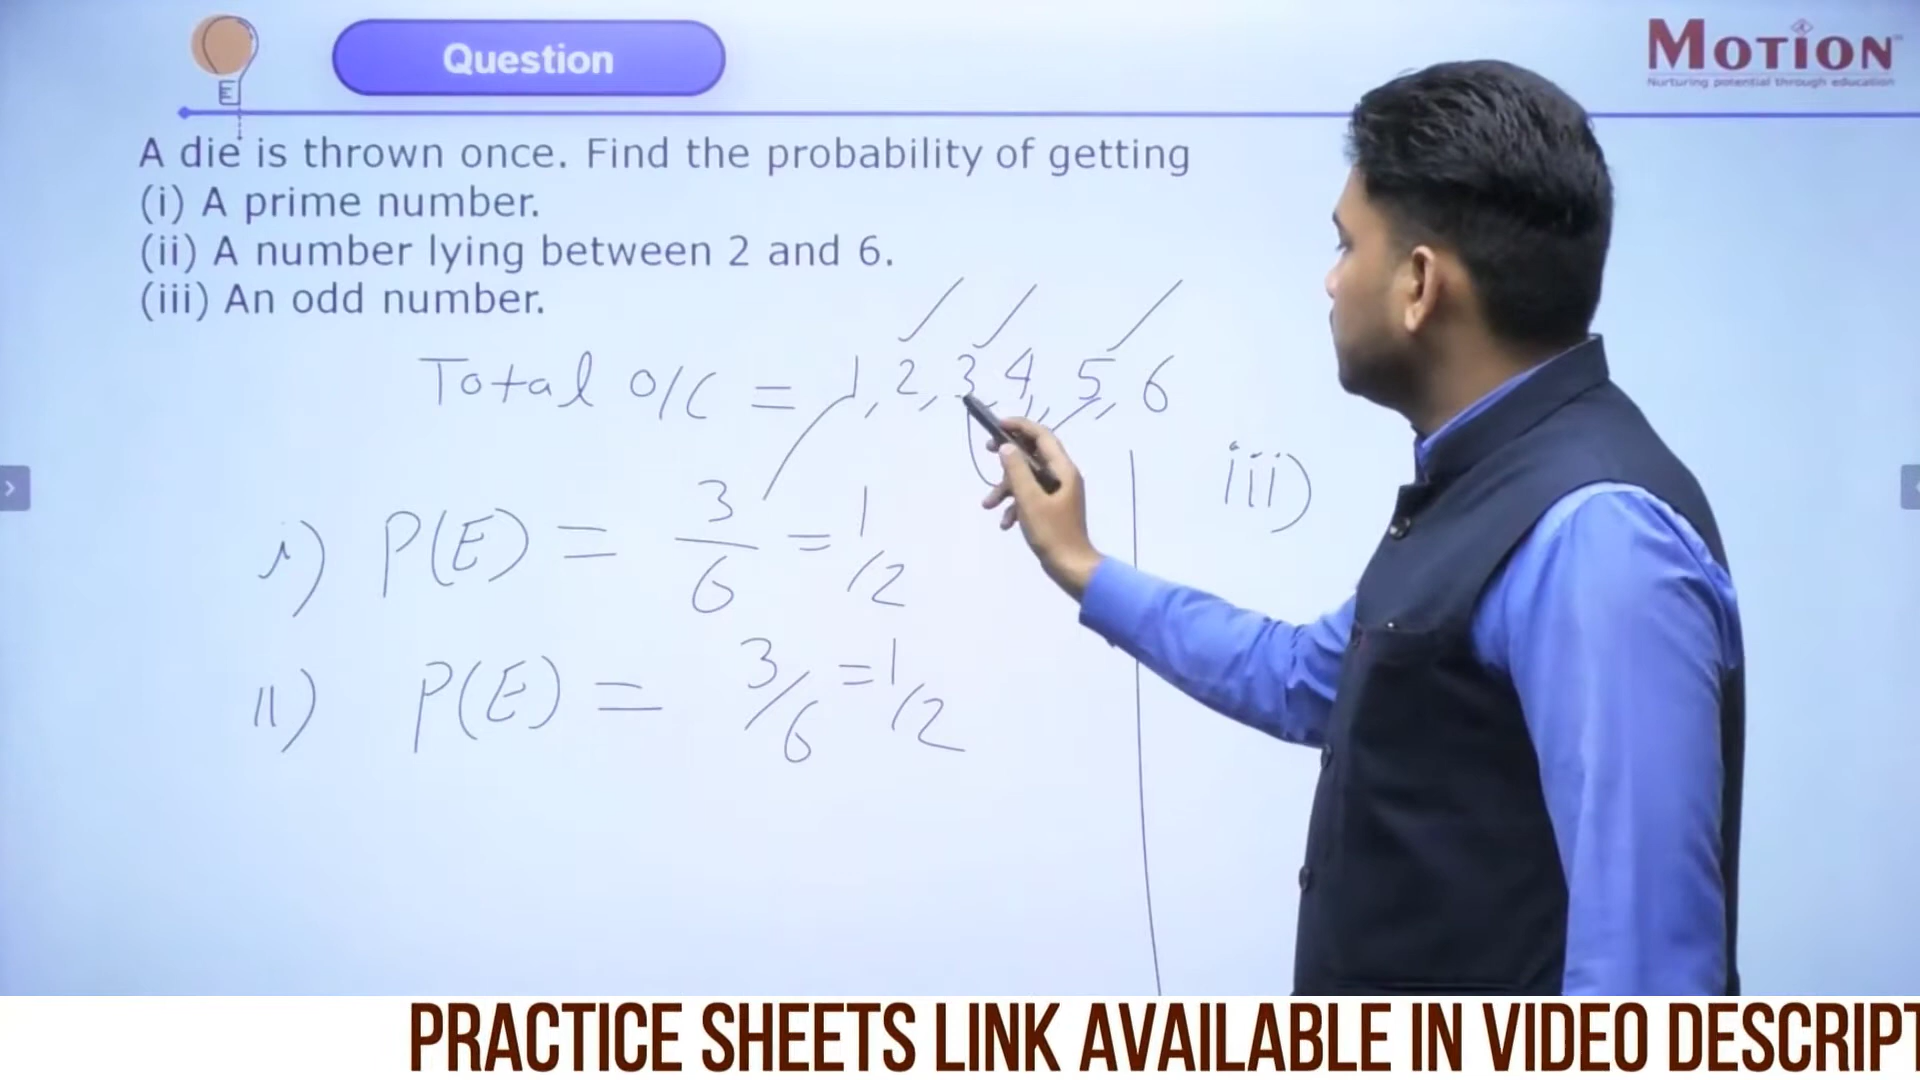 Question
MOTION
Nurturing potential through education
A die is thrown once. Find the probability of getting
(i) A prime number.
(ii) A number lying between 2 and 6.
(iii) An odd number.
Total O/C = 1, 2, 3, 4, 5, 6
i) P(E) = 3/6 = 1/2
iii)
ii) P(E) = 3/6 = 1/2
PRACTICE SHEETS LINK AVAILABLE IN VIDEO DESCRIPT